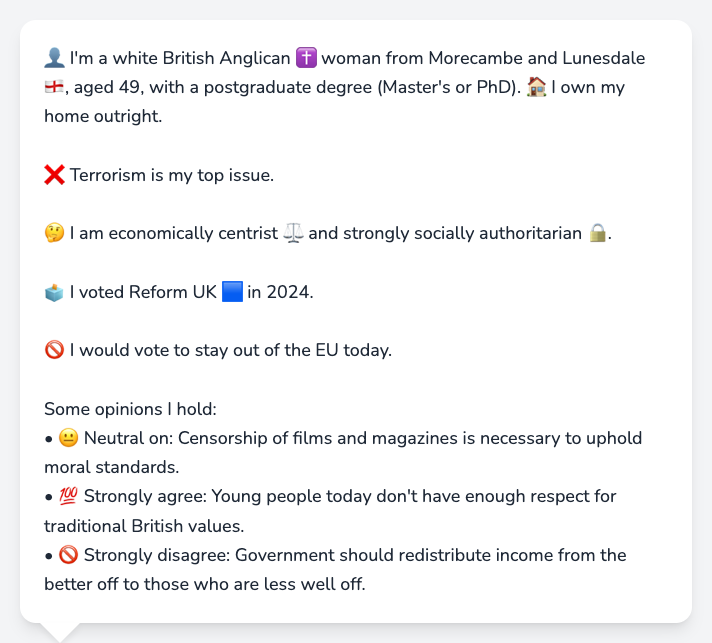 👤 I'm a white British Anglican ✝️ woman from Morecambe and Lunesdale
🏴󠁧󠁢󠁥󠁮󠁧󠁿, aged 49, with a postgraduate degree (Master's or PhD). 🏠 I own my
home outright.
❌ Terrorism is my top issue.
🤔 I am economically centrist ⚖️ and strongly socially authoritarian 🔒.
🗳️ I voted Reform UK 🟦 in 2024.
🚫 I would vote to stay out of the EU today.
Some opinions I hold:
• 😐 Neutral on: Censorship of films and magazines is necessary to uphold
moral standards.
• 💯 Strongly agree: Young people today don't have enough respect for
traditional British values.
• 🚫 Strongly disagree: Government should redistribute income from the
better off to those who are less well off.